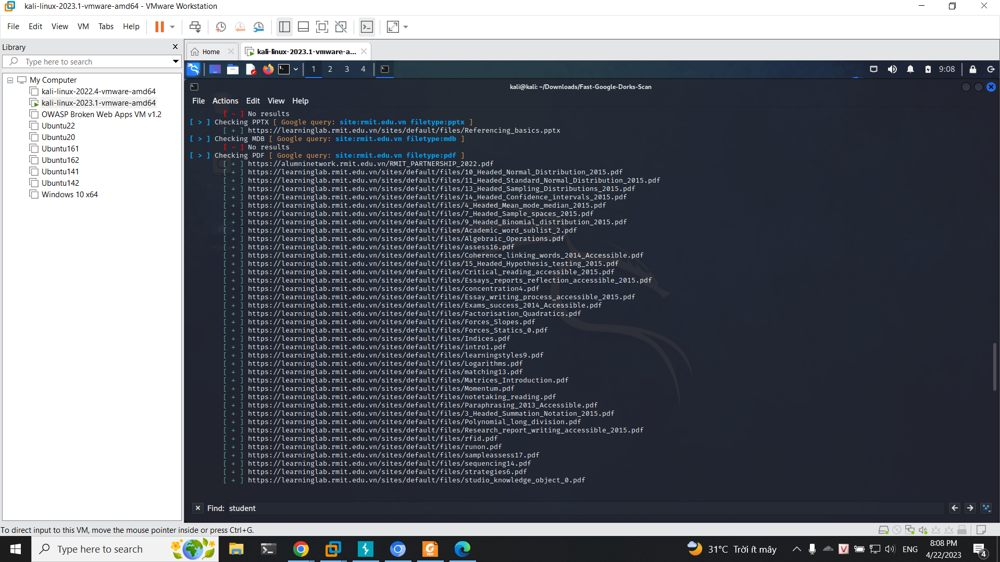 kali-linux-2023.1-vmware-amd64 - VMware Workstation
File Edit View VM Tabs Help
Library
Type here to search
My Computer
kali-linux-2022.4-vmware-amd64
kali-linux-2023.1-vmware-amd64
OWASP Broken Web Apps VM v1.2
Ubuntu22
Ubuntu20
Ubuntu161
Ubuntu162
Ubuntu141
Ubuntu142
Windows 10 x64
Home
kali-linux-2023.1-vmware-a...
1 2 3 4
9:08
kali@kali: ~/Downloads/Fast-Google-Dorks-Scan
File Actions Edit View Help
[ - ] No results
[ > ] Checking PPTX [ Google query: site:rmit.edu.vn filetype:pptx ]
[ + ] https://learninglab.rmit.edu.vn/sites/default/files/Referencing_basics.pptx
[ > ] Checking MDB [ Google query: site:rmit.edu.vn filetype:mdb ]
[ - ] No results
[ > ] Checking PDF [ Google query: site:rmit.edu.vn filetype:pdf ]
[ + ] https://alumninetwork.rmit.edu.vn/RMIT_PARTNERSHIP_2022.pdf
[ + ] https://learninglab.rmit.edu.vn/sites/default/files/10_Headed_Normal_Distribution_2015.pdf
[ + ] https://learninglab.rmit.edu.vn/sites/default/files/11_Headed_Standard_Normal_Distribution_2015.pdf
[ + ] https://learninglab.rmit.edu.vn/sites/default/files/13_Headed_Sampling_Distributions_2015.pdf
[ + ] https://learninglab.rmit.edu.vn/sites/default/files/14_Headed_Confidence_intervals_2015.pdf
[ + ] https://learninglab.rmit.edu.vn/sites/default/files/4_Headed_Mean_mode_median_2015.pdf
[ + ] https://learninglab.rmit.edu.vn/sites/default/files/7_Headed_Sample_spaces_2015.pdf
[ + ] https://learninglab.rmit.edu.vn/sites/default/files/9_Headed_Binomial_distribution_2015.pdf
[ + ] https://learninglab.rmit.edu.vn/sites/default/files/Academic_word_sublist_2.pdf
[ + ] https://learninglab.rmit.edu.vn/sites/default/files/Algebraic_Operations.pdf
[ + ] https://learninglab.rmit.edu.vn/sites/default/files/assess16.pdf
[ + ] https://learninglab.rmit.edu.vn/sites/default/files/Coherence_linking_words_2014_Accessible.pdf
[ + ] https://learninglab.rmit.edu.vn/sites/default/files/15_Headed_Hypothesis_testing_2015.pdf
[ + ] https://learninglab.rmit.edu.vn/sites/default/files/Critical_reading_accessible_2015.pdf
[ + ] https://learninglab.rmit.edu.vn/sites/default/files/Essays_reports_reflection_accessible_2015.pdf
[ + ] https://learninglab.rmit.edu.vn/sites/default/files/concentration4.pdf
[ + ] https://learninglab.rmit.edu.vn/sites/default/files/Essay_writing_process_accessible_2015.pdf
[ + ] https://learninglab.rmit.edu.vn/sites/default/files/Exams_success_2014_Accessible.pdf
[ + ] https://learninglab.rmit.edu.vn/sites/default/files/Factorisation_Quadratics.pdf
[ + ] https://learninglab.rmit.edu.vn/sites/default/files/Forces_Slopes.pdf
[ + ] https://learninglab.rmit.edu.vn/sites/default/files/Forces_Statics_0.pdf
[ + ] https://learninglab.rmit.edu.vn/sites/default/files/Indices.pdf
[ + ] https://learninglab.rmit.edu.vn/sites/default/files/intro1.pdf
[ + ] https://learninglab.rmit.edu.vn/sites/default/files/learningstyles9.pdf
[ + ] https://learninglab.rmit.edu.vn/sites/default/files/Logarithms.pdf
[ + ] https://learninglab.rmit.edu.vn/sites/default/files/matching13.pdf
[ + ] https://learninglab.rmit.edu.vn/sites/default/files/Matrices_Introduction.pdf
[ + ] https://learninglab.rmit.edu.vn/sites/default/files/Momentum.pdf
[ + ] https://learninglab.rmit.edu.vn/sites/default/files/notetaking_reading.pdf
[ + ] https://learninglab.rmit.edu.vn/sites/default/files/Paraphrasing_2013_Accessible.pdf
[ + ] https://learninglab.rmit.edu.vn/sites/default/files/3_Headed_Summation_Notation_2015.pdf
[ + ] https://learninglab.rmit.edu.vn/sites/default/files/Polynomial_long_division.pdf
[ + ] https://learninglab.rmit.edu.vn/sites/default/files/Research_report_writing_accessible_2015.pdf
[ + ] https://learninglab.rmit.edu.vn/sites/default/files/rfid.pdf
[ + ] https://learninglab.rmit.edu.vn/sites/default/files/runon.pdf
[ + ] https://learninglab.rmit.edu.vn/sites/default/files/sampleassess17.pdf
[ + ] https://learninglab.rmit.edu.vn/sites/default/files/sequencing14.pdf
[ + ] https://learninglab.rmit.edu.vn/sites/default/files/strategies6.pdf
[ + ] https://learninglab.rmit.edu.vn/sites/default/files/studio_knowledge_object_0.pdf
Find: student
To direct input to this VM, move the mouse pointer inside or press Ctrl+G.
Type here to search
31°C Trời ít mây
ENG
8:08 PM
4/22/2023
4